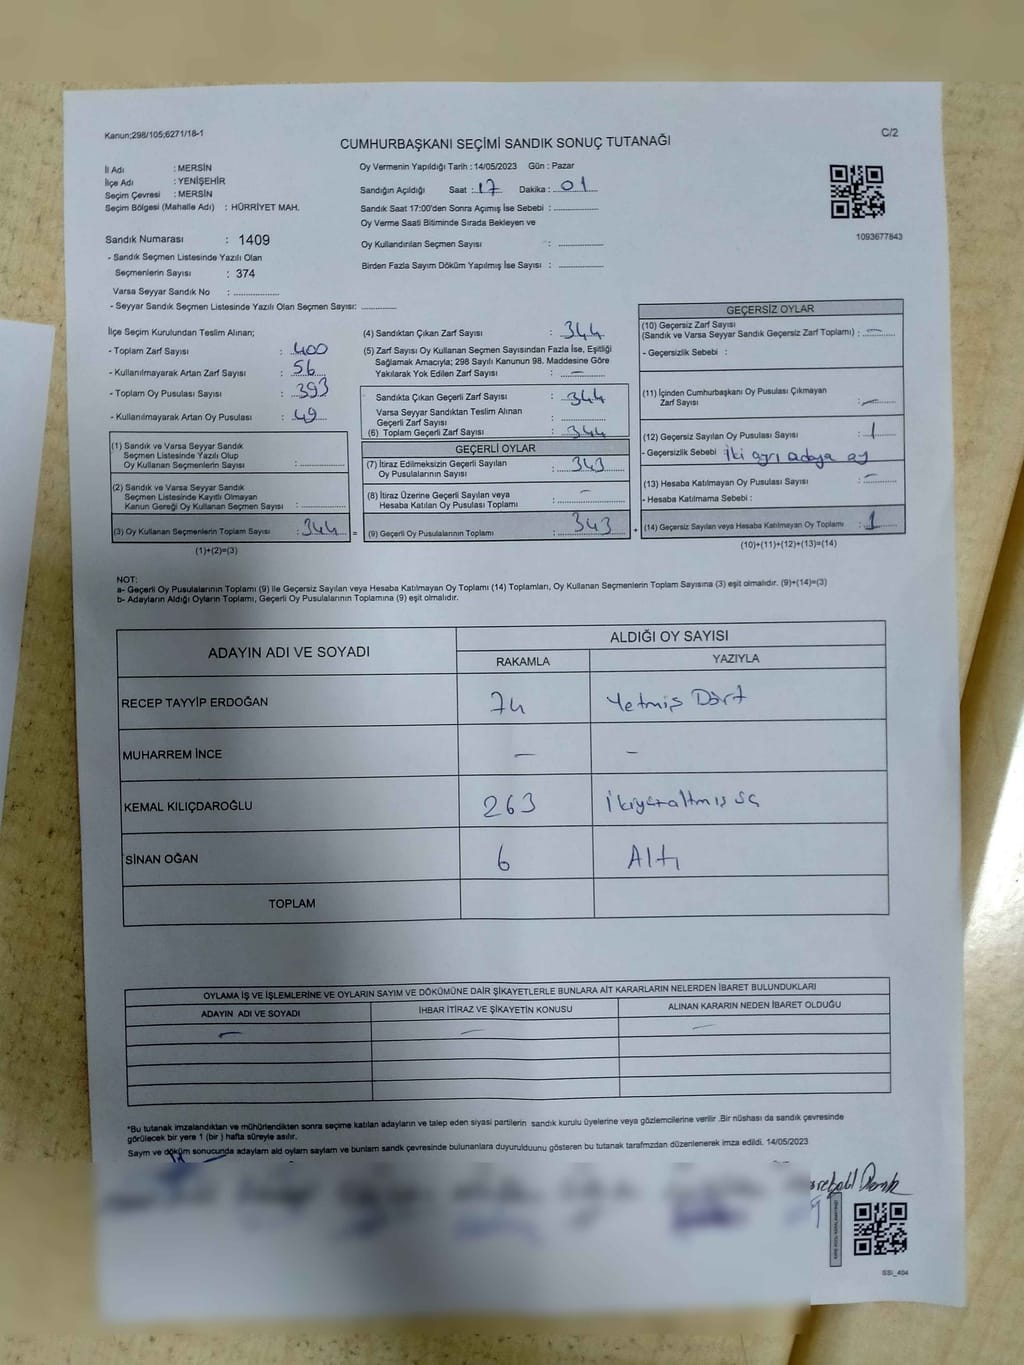 Kanun;298/105;6271/18-1
C/2
CUMHURBAŞKANI SEÇİMİ SANDIK SONUÇ TUTANAĞI
İl Adı : MERSİN
İlçe Adı : YENİŞEHİR
Seçim Çevresi : MERSİN
Seçim Bölgesi (Mahalle Adı) : HÜRRİYET MAH.
Sandık Numarası : 1409
- Sandık Seçmen Listesinde Yazılı Olan
Seçmenlerin Sayısı : 374
Varsa Seyyar Sandık No :
- Seyyar Sandık Seçmen Listesinde Yazılı Olan Seçmen Sayısı:
Oy Vermenin Yapıldığı Tarih : 14/05/2023 Gün : Pazar
Sandığın Açıldığı Saat : 17 Dakika : 01
Sandık Saat 17:00'den Sonra Açımış İse Sebebi :
Oy Verme Saati Bitiminde Sırada Bekleyen ve
Oy Kullandırılan Seçmen Sayısı :
Birden Fazla Sayım Döküm Yapılmış İse Sayısı :
1093677843
İlçe Seçim Kurulundan Teslim Alınan;
- Toplam Zarf Sayısı : 400
- Kullanılmayarak Artan Zarf Sayısı : 56
- Toplam Oy Pusulası Sayısı : 393
- Kullanılmayarak Artan Oy Pusulası : 49
(1) Sandık ve Varsa Seyyar Sandık
Seçmen Listesinde Yazılı Olup
Oy Kullanan Seçmenlerin Sayısı :
(2) Sandık ve Varsa Seyyar Sandık
Seçmen Listesinde Kayıtlı Olmayan
Kanun Gereği Oy Kullanan Seçmen Sayısı :
(3) Oy Kullanan Seçmenlerin Toplam Sayısı : 344 =
(1)+(2)=(3)
(4) Sandıktan Çıkan Zarf Sayısı : 344
(5) Zarf Sayısı Oy Kullanan Seçmen Sayısından Fazla İse, Eşitliği
Sağlamak Amacıyla; 298 Sayılı Kanunun 98. Maddesine Göre
Yakılarak Yok Edilen Zarf Sayısı : —
Sandıkta Çıkan Geçerli Zarf Sayısı : 344
Varsa Seyyar Sandıktan Teslim Alınan
Geçerli Zarf Sayısı :
(6) Toplam Geçerli Zarf Sayısı : 344
GEÇERLİ OYLAR
(7) İtiraz Edilmeksizin Geçerli Sayılan
Oy Pusulalarının Sayısı : 343
(8) İtiraz Üzerine Geçerli Sayılan veya
Hesaba Katılan Oy Pusulası Toplamı : —
(9) Geçerli Oy Pusulalarının Toplamı : 343 +
GEÇERSİZ OYLAR
(10) Geçersiz Zarf Sayısı
(Sandık ve Varsa Seyyar Sandık Geçersiz Zarf Toplamı) : —
- Geçersizlik Sebebi :
(11) İçinden Cumhurbaşkanı Oy Pusulası Çıkmayan
Zarf Sayısı : —
(12) Geçersiz Sayılan Oy Pusulası Sayısı : 1
- Geçersizlik Sebebi İki ayrı adaya oy
(13) Hesaba Katılmayan Oy Pusulası Sayısı : —
- Hesaba Katılmama Sebebi :
(14) Geçersiz Sayılan veya Hesaba Katılmayan Oy Toplamı : 1
(10)+(11)+(12)+(13)=(14)
NOT:
a- Geçerli Oy Pusulalarının Toplamı (9) İle Geçersiz Sayılan veya Hesaba Katılmayan Oy Toplamı (14) Toplamları, Oy Kullanan Seçmenlerin Toplam Sayısına (3) eşit olmalıdır. (9)+(14)=(3)
b- Adayların Aldığı Oyların Toplamı, Geçerli Oy Pusulalarının Toplamına (9) eşit olmalıdır.
ADAYIN ADI VE SOYADI ALDIĞI OY SAYISI
RAKAMLA YAZIYLA
RECEP TAYYİP ERDOĞAN 74 Yetmiş Dört
MUHARREM İNCE — —
KEMAL KILIÇDAROĞLU 263 İkiyüzaltmış üç
SİNAN OĞAN 6 Altı
TOPLAM
OYLAMA İŞ VE İŞLEMLERİNE VE OYLARIN SAYIM VE DÖKÜMÜNE DAİR ŞİKAYETLERLE BUNLARA AİT KARARLARIN NELERDEN İBARET BULUNDUKLARI
ADAYIN ADI VE SOYADI İHBAR İTİRAZ VE ŞİKAYETİN KONUSU ALINAN KARARIN NEDEN İBARET OLDUĞU
— — —
*Bu tutanak imzalandıktan ve mühürlendikten sonra seçime katılan adayların ve talep eden siyasi partilerin sandık kurulu üyelerine veya gözlemcilerine verilir .Bir nüshası da sandık çevresinde
görülecek bir yere 1 (bir ) hafta süreyle asılır.
Sayım ve döküm sonucunda adaylam ald oylam saylam ve bunlam sandk çevresinde bulunanlara duyurulduunu gösteren bu tutanak tarafmzdan düzenlenerek imza edildi. 14/05/2023
SSi_404